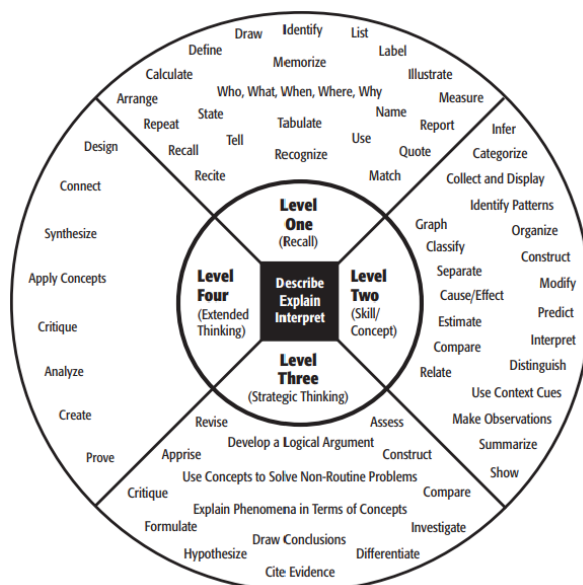 Draw
Identify
List
Define
Label
Memorize
Calculate
Illustrate
Who, What, When, Where, Why
Arrange
Measure
State
Name
Repeat
Tabulate
Report
Tell
Use
Recall
Recognize
Quote
Recite
Match
Level
One
(Recall)
Infer
Categorize
Collect and Display
Identify Patterns
Graph
Organize
Classify
Construct
Separate
Modify
Cause/Effect
Predict
Estimate
Interpret
Compare
Distinguish
Relate
Use Context Cues
Make Observations
Summarize
Show
Level
Two
(Skill/
Concept)
Describe
Explain
Interpret
Level
Four
(Extended
Thinking)
Design
Connect
Synthesize
Apply Concepts
Critique
Analyze
Create
Prove
Level
Three
(Strategic Thinking)
Revise
Assess
Develop a Logical Argument
Apprise
Construct
Use Concepts to Solve Non-Routine Problems
Critique
Compare
Explain Phenomena in Terms of Concepts
Formulate
Investigate
Draw Conclusions
Hypothesize
Differentiate
Cite Evidence